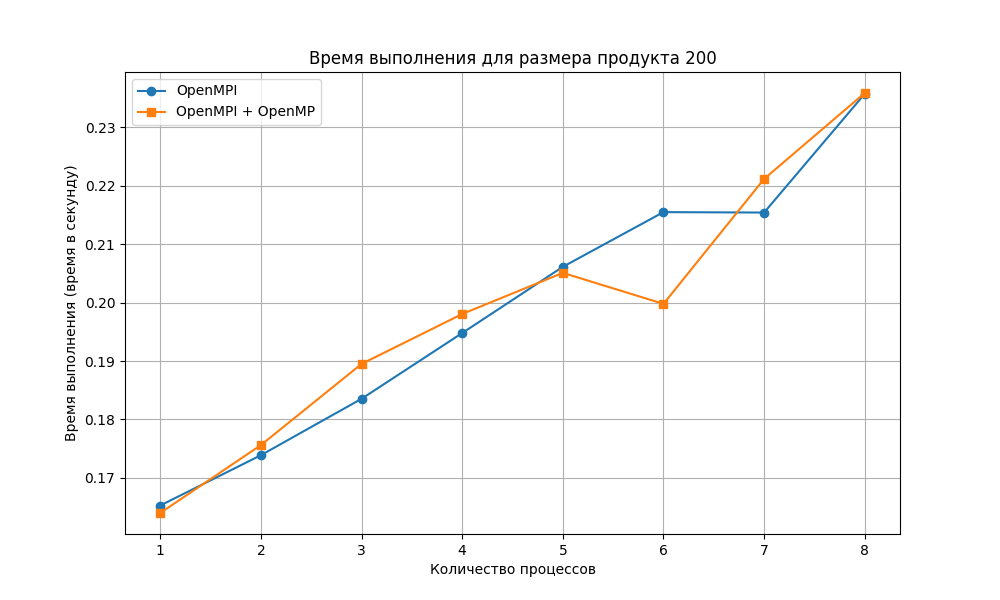 Время выполнения для размера продукта 200
OpenMPI
OpenMPI + OpenMP
Время выполнения (время в секунду)
0.23
0.22
0.21
0.20
0.19
0.18
0.17
1 2 3 4 5 6 7 8
Количество процессов